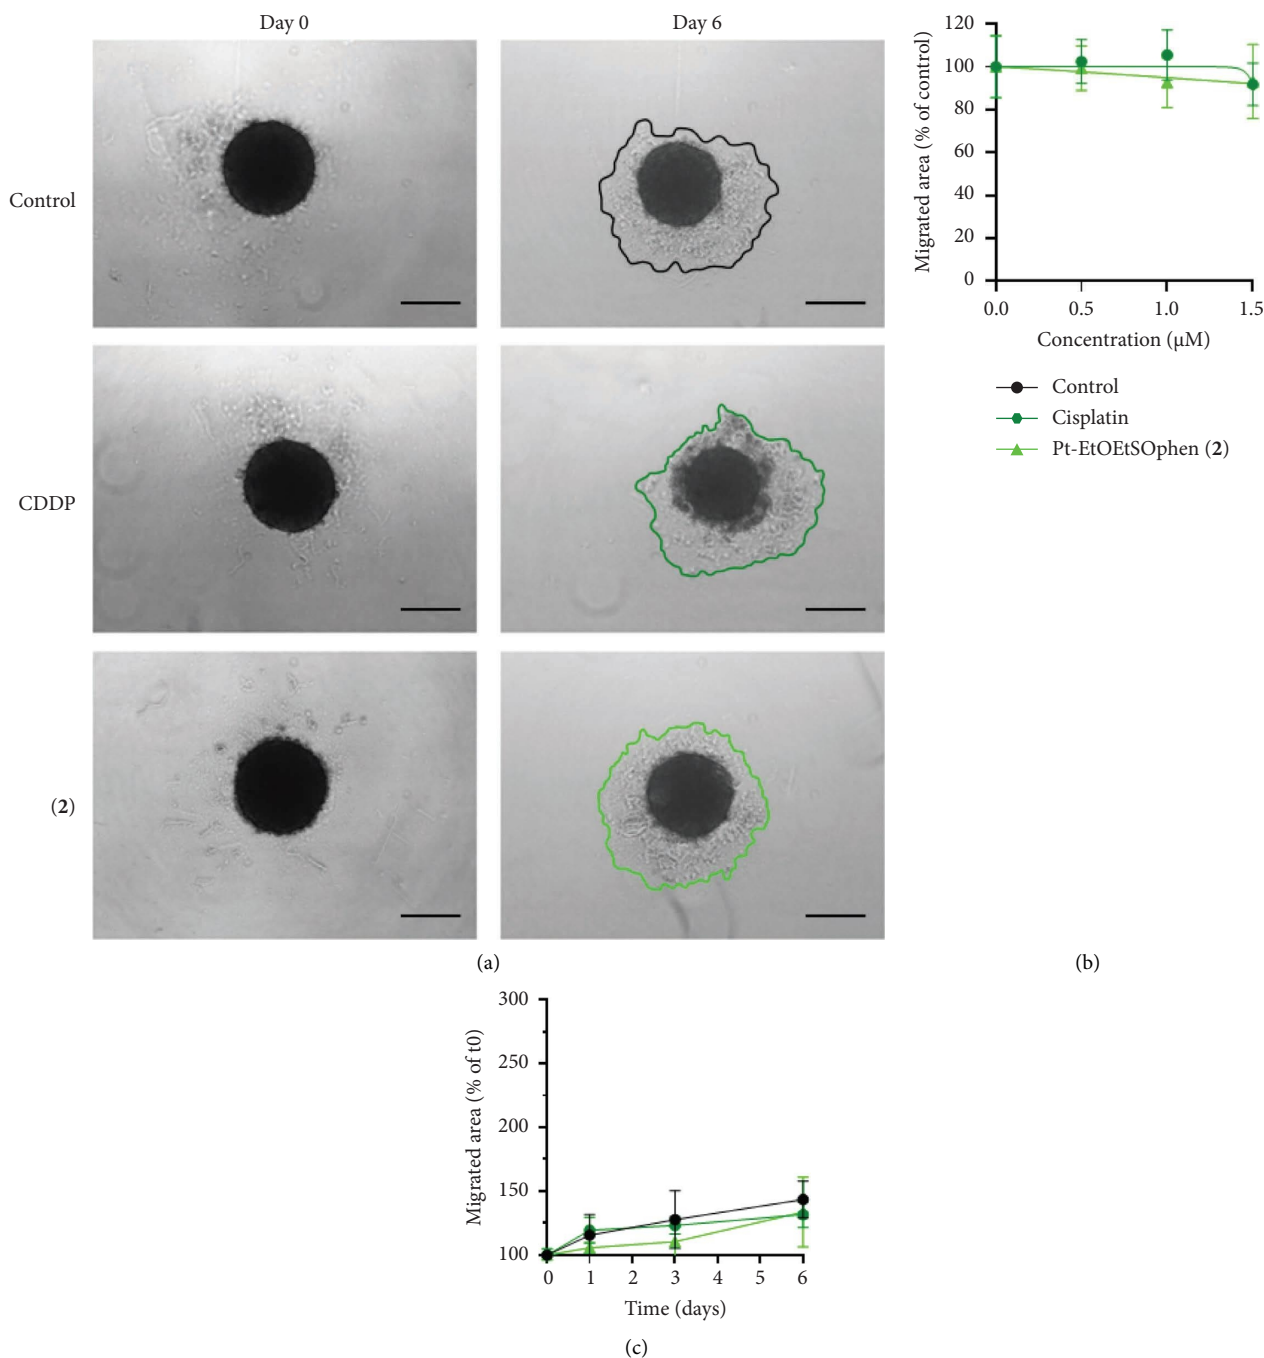 Day 0
Day 6
Control
CDDP
(2)
(a)
Migrated area (% of control)
120
100
80
60
40
20
0
0.0 0.5 1.0 1.5
Concentration (μM)
Control
Cisplatin
Pt-EtOEtSOphen (2)
(b)
Migrated area (% of t0)
300
250
200
150
100
0 1 2 3 4 5 6
Time (days)
(c)